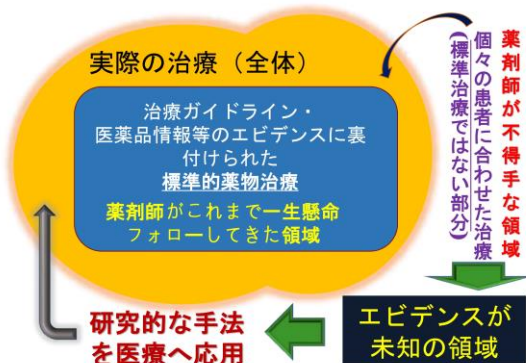 実際の治療（全体）
治療ガイドライン・
医薬品情報等のエビデンスに裏
付けられた
標準的薬物治療
薬剤師がこれまで一生懸命
フォローしてきた領域
薬剤師が不得手な領域
個々の患者に合わせた治療
(標準治療ではない部分)
エビデンスが
未知の領域
研究的な手法
を医療へ応用